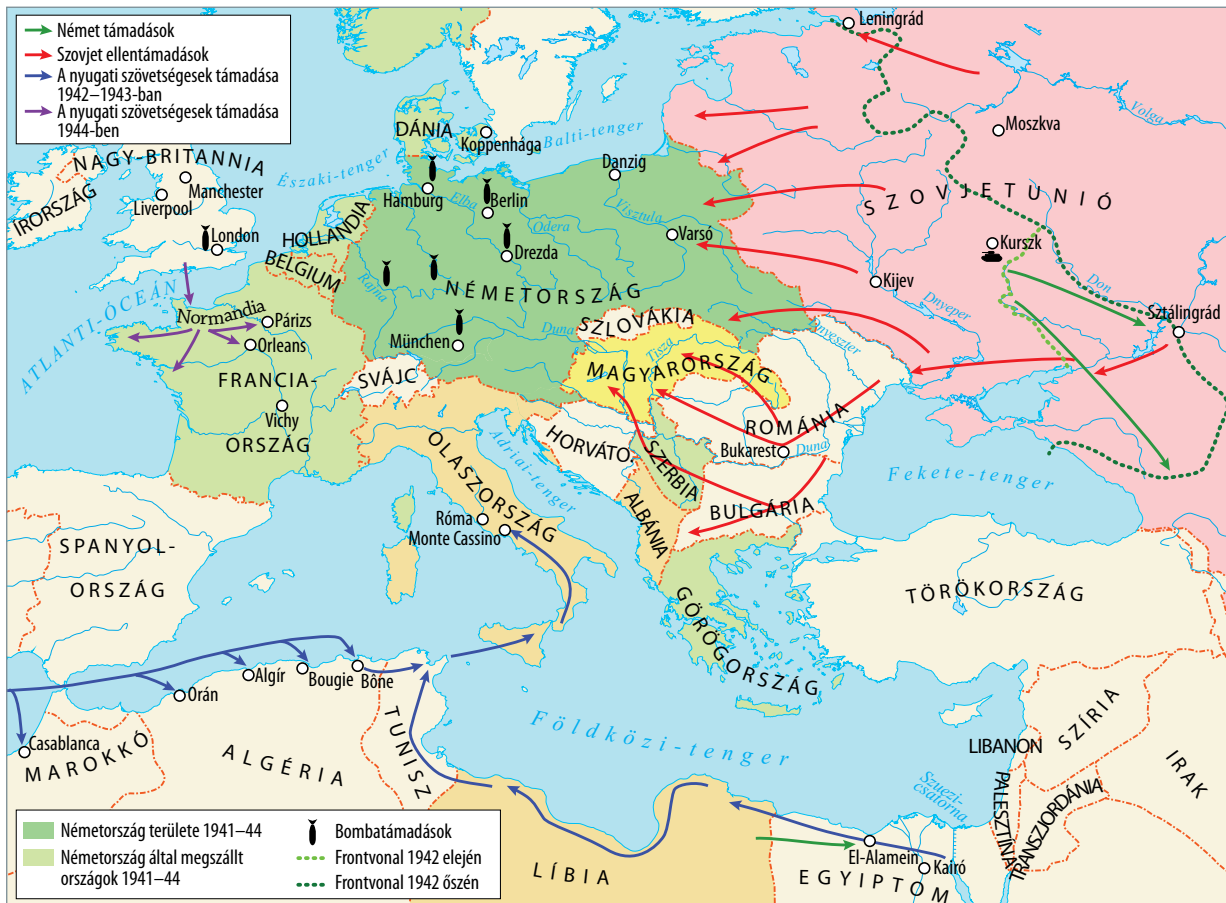 Német támadások
Szovjet ellentámadások
A nyugati szövetségesek támadása
1942–1943-ban
A nyugati szövetségesek támadása
1944-ben
Leningrád
Volga
Moszkva
DÁNIA
Koppenhága
Balti-tenger
NAGY-BRITANNIA
Manchester
Liverpool
ÍRORSZÁG
London
Északi-tenger
Hamburg
Elba
Berlin
Danzig
Visztula
Odera
Varsó
SZOVJETUNIÓ
Kurszk
HOLLANDIA
BELGIUM
Drezda
Rajna
NÉMETORSZÁG
Kijev
Dnyeper
Don
Sztálingrád
ATLANTI-ÓCEÁN
Normandia
Párizs
Orleans
München
Duna
SZLOVÁKIA
Dnyeszter
Tisza
MAGYARORSZÁG
SVÁJC
FRANCIA-
ORSZÁG
Vichy
ROMÁNIA
Bukarest
Duna
HORVÁTO.
SZERBIA
OLASZORSZÁG
Adriai-tenger
ALBÁNIA
BULGÁRIA
Fekete-tenger
Róma
Monte Cassino
SPANYOL-
ORSZÁG
GÖRÖGORSZÁG
TÖRÖKORSZÁG
Algír
Bougie
Bône
Orán
Casablanca
MAROKKÓ
ALGÉRIA
TUNISZ
Földközi-tenger
LIBANON
SZÍRIA
IRAK
PALESZTINA
TRANSZJORDÁNIA
Szuezi-
csatorna
El-Alamein
Kairó
LÍBIA
EGYIPTOM
Németország területe 1941–44
Németország által megszállt
országok 1941–44
Bombatámadások
Frontvonal 1942 elején
Frontvonal 1942 őszén